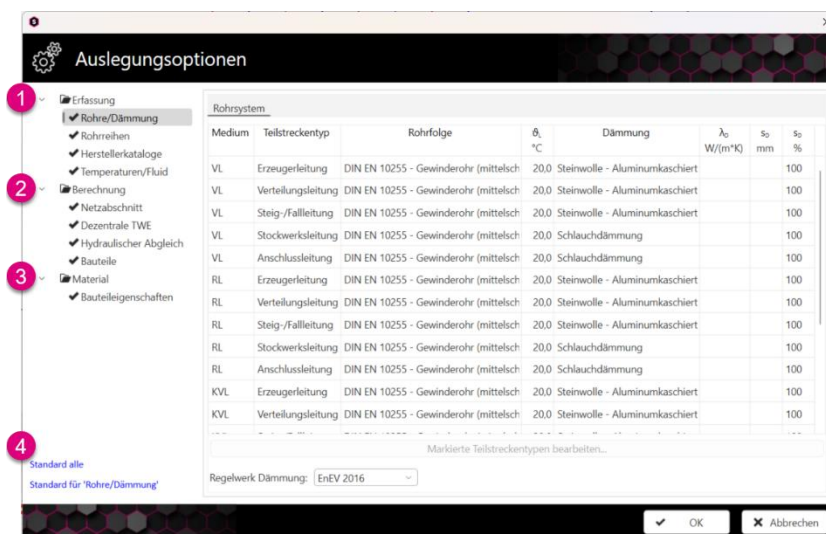 Auslegungsoptionen
1
Erfassung
Rohre/Dämmung
Rohrreihen
Herstellerkataloge
Temperaturen/Fluid
2
Berechnung
Netzabschnitt
Dezentrale TWE
Hydraulischer Abgleich
Bauteile
3
Material
Bauteileigenschaften
4
Standard alle
Standard für 'Rohre/Dämmung'
Rohrsystem
Medium Teilstreckentyp Rohrfolge ϑL Dämmung λD sD sD
°C W/(m*K) mm %
VL Erzeugerleitung DIN EN 10255 - Gewinderohr (mittelsch 20,0 Steinwolle - Aluminumkaschiert 100
VL Verteilungsleitung DIN EN 10255 - Gewinderohr (mittelsch 20,0 Steinwolle - Aluminumkaschiert 100
VL Steig-/Fallleitung DIN EN 10255 - Gewinderohr (mittelsch 20,0 Steinwolle - Aluminumkaschiert 100
VL Stockwerksleitung DIN EN 10255 - Gewinderohr (mittelsch 20,0 Schlauchdämmung 100
VL Anschlussleitung DIN EN 10255 - Gewinderohr (mittelsch 20,0 Schlauchdämmung 100
RL Erzeugerleitung DIN EN 10255 - Gewinderohr (mittelsch 20,0 Steinwolle - Aluminumkaschiert 100
RL Verteilungsleitung DIN EN 10255 - Gewinderohr (mittelsch 20,0 Steinwolle - Aluminumkaschiert 100
RL Steig-/Fallleitung DIN EN 10255 - Gewinderohr (mittelsch 20,0 Steinwolle - Aluminumkaschiert 100
RL Stockwerksleitung DIN EN 10255 - Gewinderohr (mittelsch 20,0 Schlauchdämmung 100
RL Anschlussleitung DIN EN 10255 - Gewinderohr (mittelsch 20,0 Schlauchdämmung 100
KVL Erzeugerleitung DIN EN 10255 - Gewinderohr (mittelsch 20,0 Steinwolle - Aluminumkaschiert 100
KVL Verteilungsleitung DIN EN 10255 - Gewinderohr (mittelsch 20,0 Steinwolle - Aluminumkaschiert 100
Markierte Teilstreckentypen bearbeiten...
Regelwerk Dämmung: EnEV 2016
OK Abbrechen